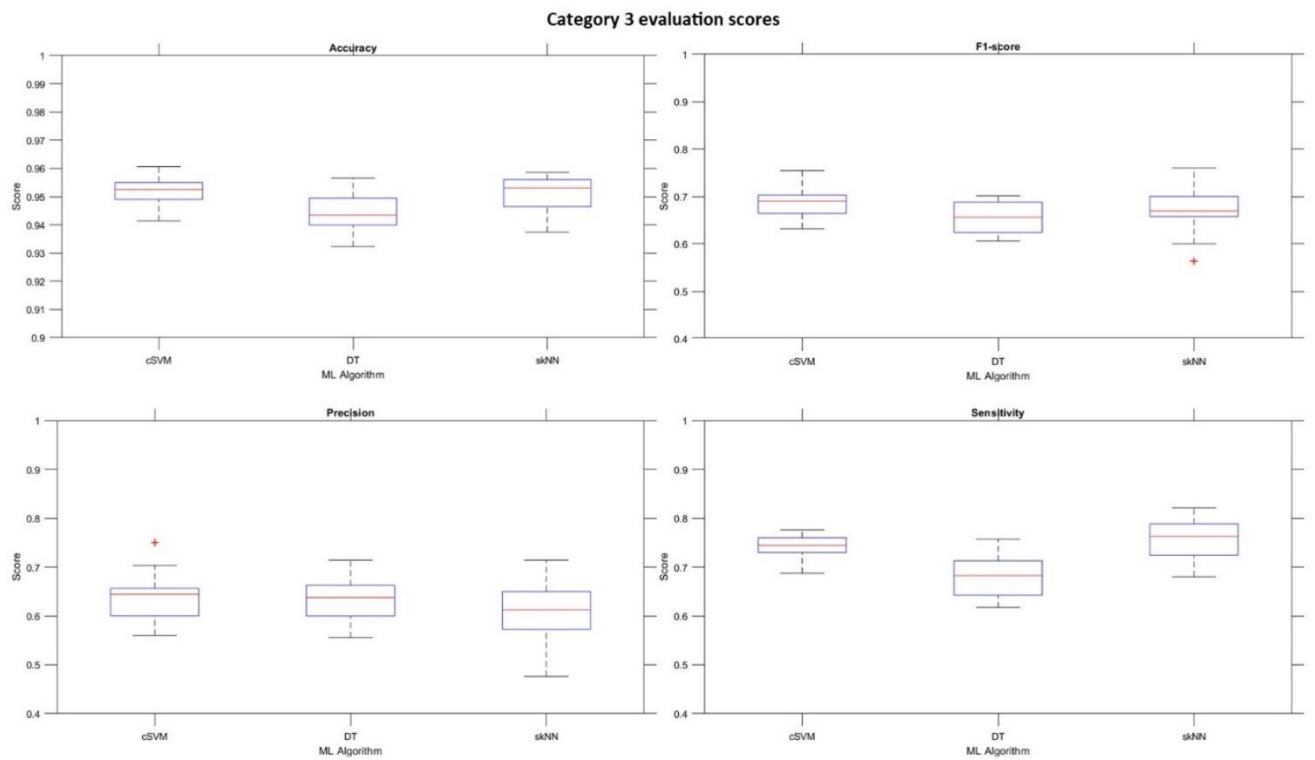 Category 3 evaluation scores
Accuracy
1
0.99
0.98
0.97
0.96
0.95
0.94
0.93
0.92
0.91
0.9
Score
cSVM DT skNN
ML Algorithm
F1-score
1
0.9
0.8
0.7
0.6
0.5
0.4
Score
cSVM DT skNN
ML Algorithm
Precision
1
0.9
0.8
0.7
0.6
0.5
0.4
Score
cSVM DT skNN
ML Algorithm
Sensitivity
1
0.9
0.8
0.7
0.6
0.5
0.4
Score
cSVM DT skNN
ML Algorithm